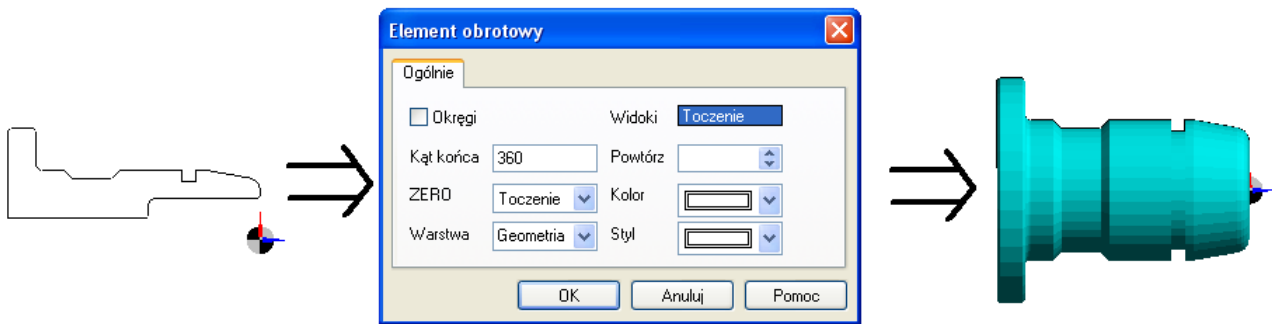 Element obrotowy
Ogólnie
Okręgi Widoki Toczenie
Kąt końca 360 Powtórz
ZERO Toczenie Kolor
Warstwa Geometria Styl
OK Anuluj Pomoc